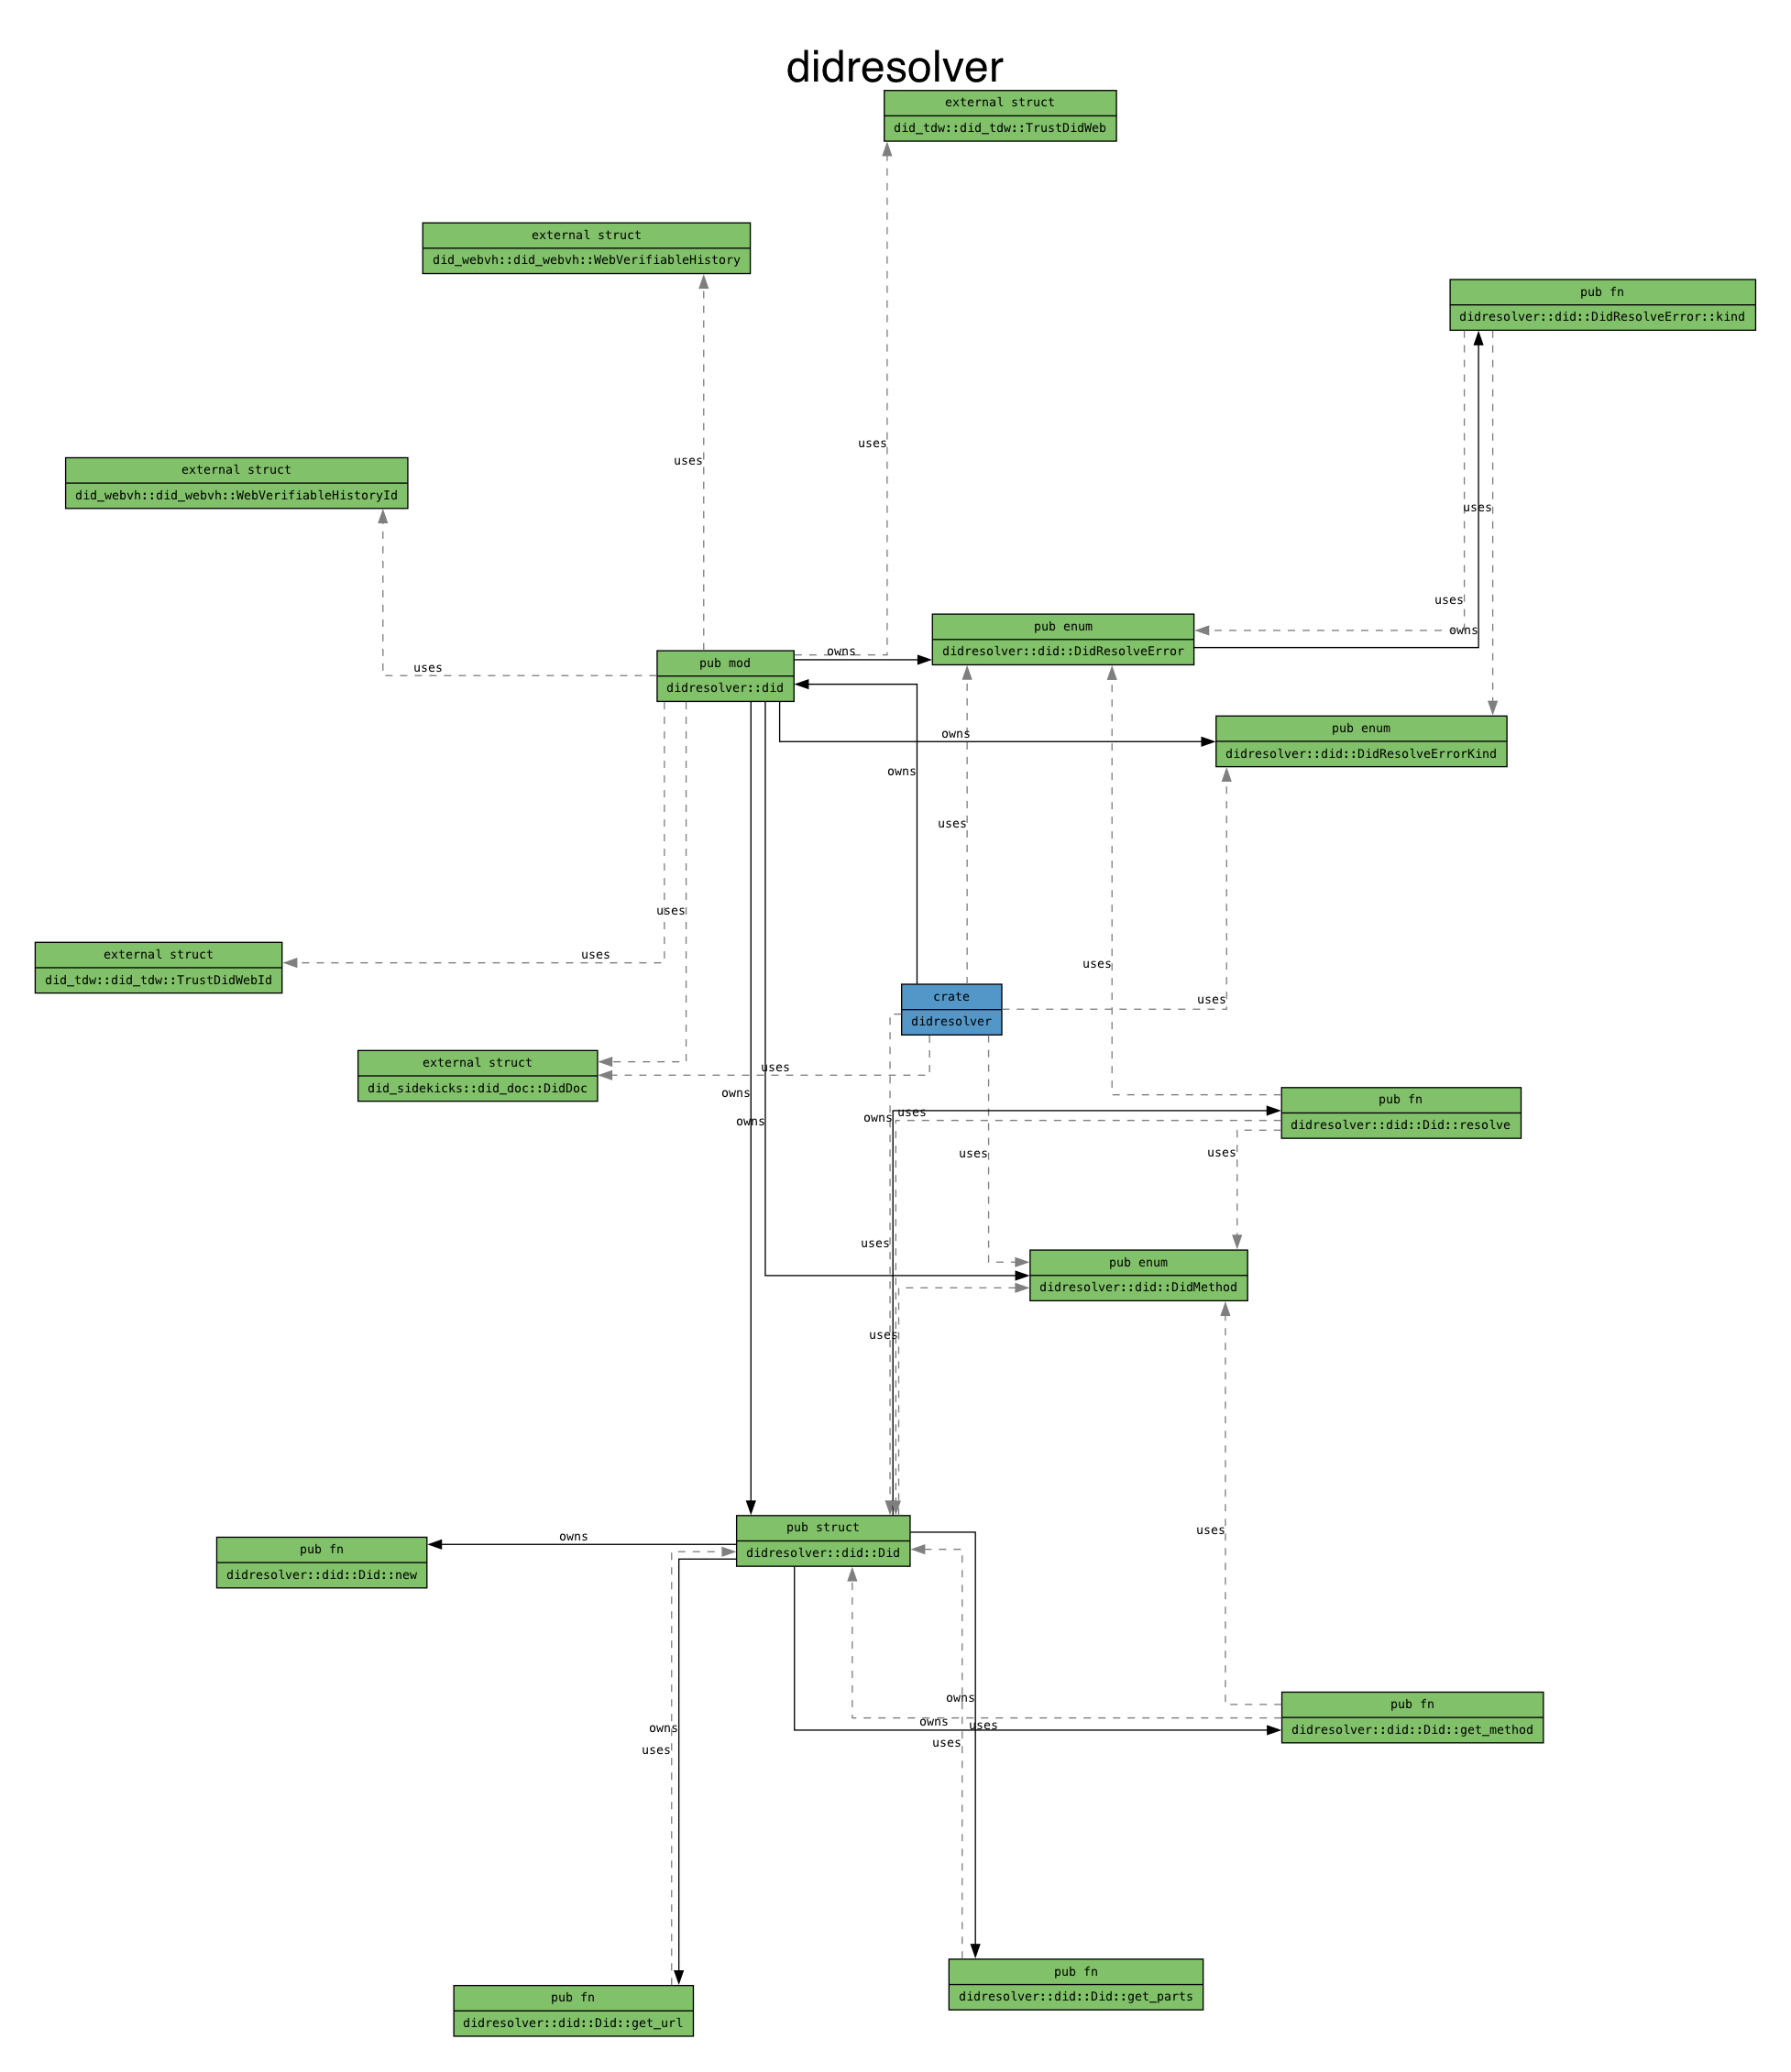 didresolver
external struct
did_tdw::did_tdw::TrustDidWeb
external struct
did_webvh::did_webvh::WebVerifiableHistory
pub fn
didresolver::did::DidResolveError::kind
uses
uses
external struct
did_webvh::did_webvh::WebVerifiableHistoryId
uses
uses
pub enum
didresolver::did::DidResolveError
owns
owns
pub mod
didresolver::did
uses
pub enum
didresolver::did::DidResolveErrorKind
owns
owns
uses
uses
external struct
did_tdw::did_tdw::TrustDidWebId
uses
uses
crate
didresolver
uses
external struct
did_sidekicks::did_doc::DidDoc
uses
owns
pub fn
didresolver::did::Did::resolve
owns
uses
owns
uses
uses
uses
pub enum
didresolver::did::DidMethod
uses
pub struct
didresolver::did::Did
uses
owns
pub fn
didresolver::did::Did::new
owns
pub fn
didresolver::did::Did::get_method
owns
uses
owns
uses
uses
pub fn
didresolver::did::Did::get_parts
pub fn
didresolver::did::Did::get_url